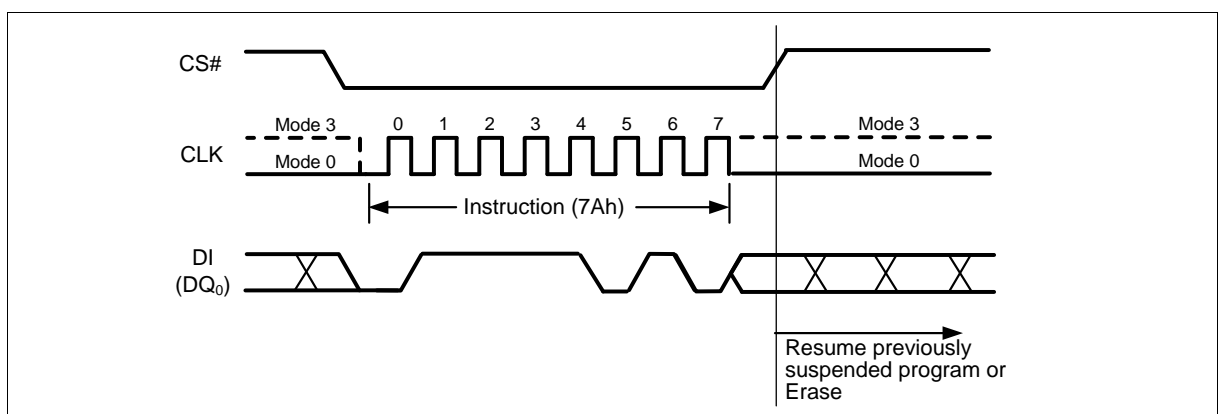 CS#
Mode 3
0 1 2 3 4 5 6 7
Mode 3
CLK
Mode 0
Mode 0
Instruction (7Ah)
DI
(DQ₀)
Resume previously
suspended program or
Erase